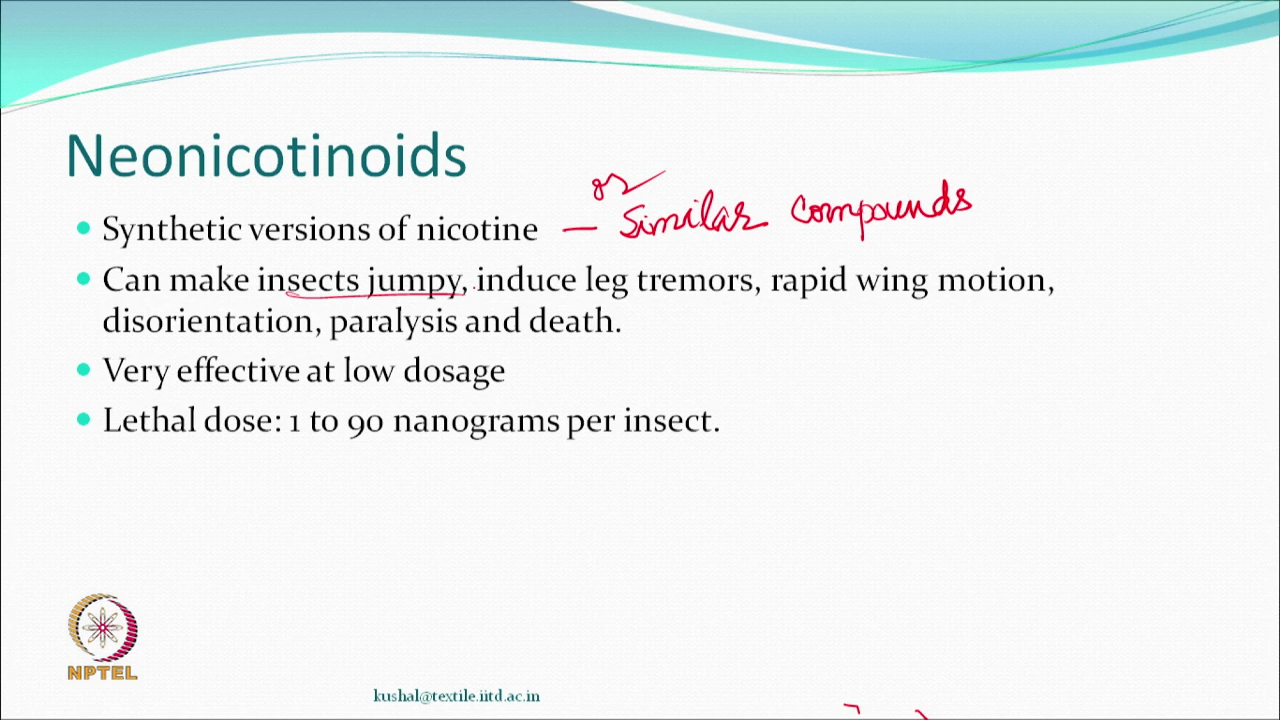 Neonicotinoids
or
• Synthetic versions of nicotine — Similar compounds
• Can make insects jumpy, induce leg tremors, rapid wing motion,
disorientation, paralysis and death.
• Very effective at low dosage
• Lethal dose: 1 to 90 nanograms per insect.
NPTEL
kushal@textile.iitd.ac.in